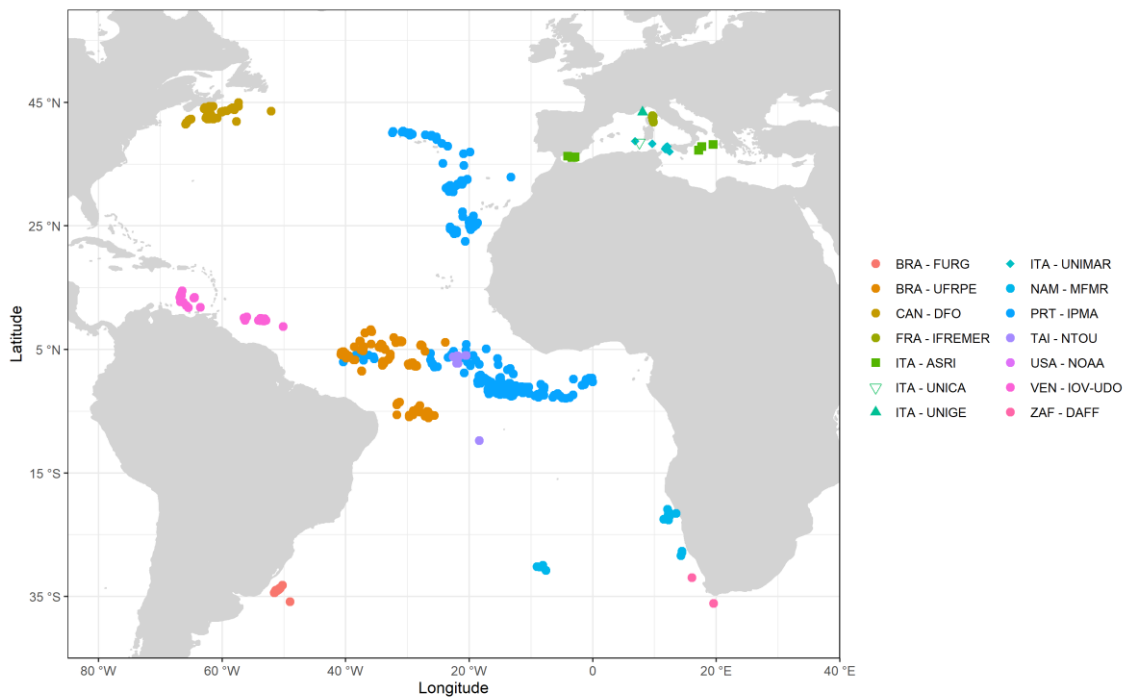 45 °N
25 °N
5 °N
15 °S
35 °S
Latitude
80 °W
60 °W
40 °W
20 °W
0
20 °E
40 °E
Longitude
BRA - FURG
BRA - UFRPE
CAN - DFO
FRA - IFREMER
ITA - ASRI
ITA - UNICA
ITA - UNIGE
ITA - UNIMAR
NAM - MFMR
PRT - IPMA
TAI - NTOU
USA - NOAA
VEN - IOV-UDO
ZAF - DAFF